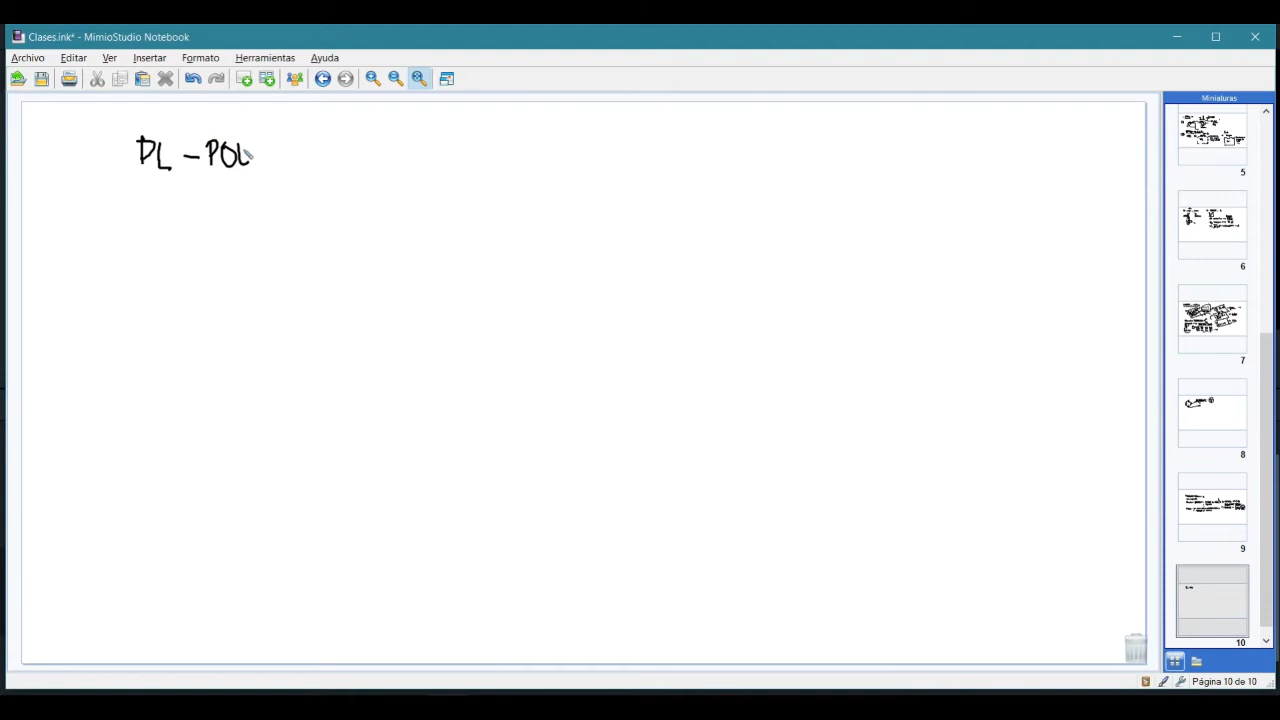 Clases.ink* - MimioStudio Notebook
Archivo Editar Ver Insertar Formato Herramientas Ayuda
Miniaturas
DL - POL
5
6
7
8
9
10
Página 10 de 10